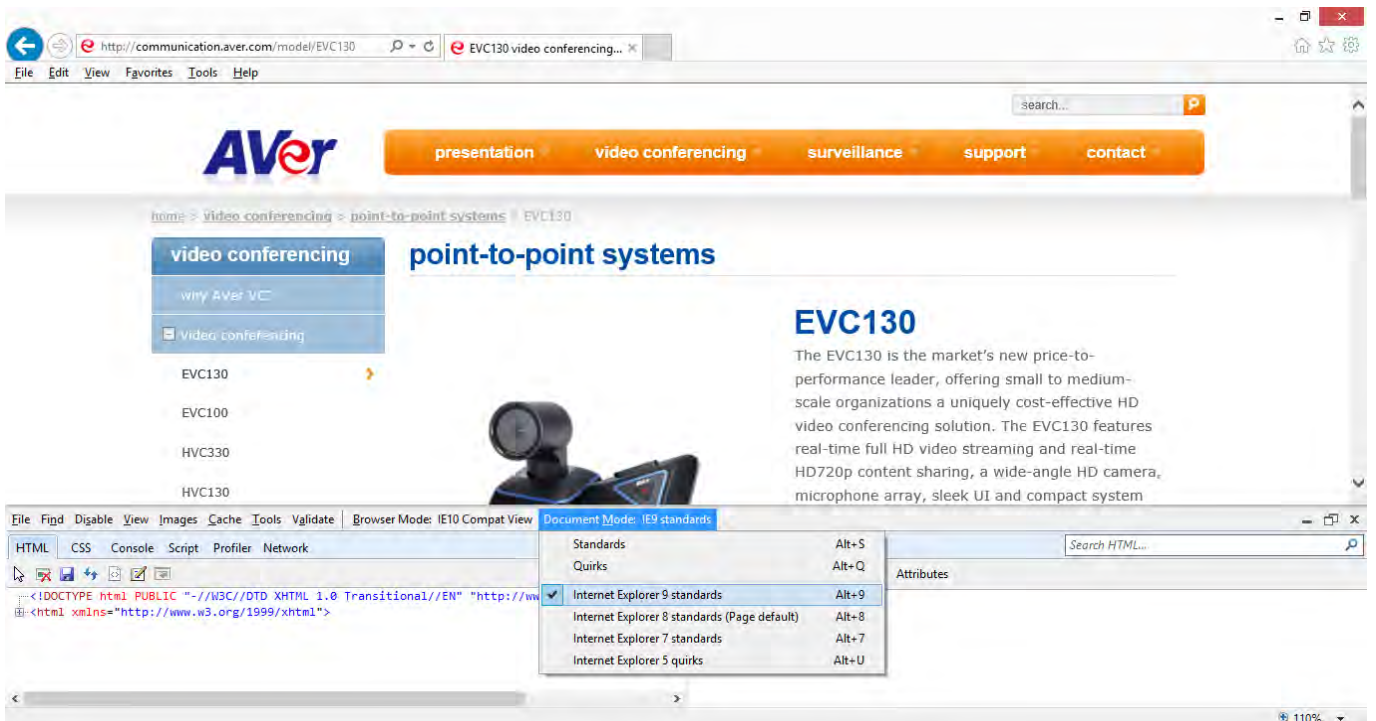 http://communication.aver.com/model/EVC130
EVC130 video conferencing...
File Edit View Favorites Tools Help
search...
AVer
presentation video conferencing surveillance support contact
home > video conferencing > point-to-point systems > EVC130
video conferencing
point-to-point systems
why AVer VC?
video conferencing
EVC130
EVC100
HVC330
HVC130
EVC130
The EVC130 is the market's new price-to-
performance leader, offering small to medium-
scale organizations a uniquely cost-effective HD
video conferencing solution. The EVC130 features
real-time full HD video streaming and real-time
HD720p content sharing, a wide-angle HD camera,
microphone array, sleek UI and compact system
File Find Disable View Images Cache Tools Validate Browser Mode: IE10 Compat View Document Mode: IE9 standards
HTML CSS Console Script Profiler Network
Search HTML...
Standards Alt+S
Quirks Alt+Q
Internet Explorer 9 standards Alt+9
Internet Explorer 8 standards (Page default) Alt+8
Internet Explorer 7 standards Alt+7
Internet Explorer 5 quirks Alt+U
Attributes
<!DOCTYPE html PUBLIC "-//W3C//DTD XHTML 1.0 Transitional//EN" "http://ww
<html xmlns="http://www.w3.org/1999/xhtml">
110%